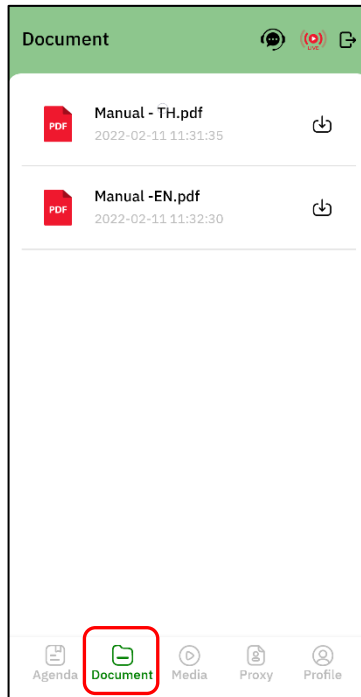 Document
LIVE
PDF
Manual - TH.pdf
2022-02-11 11:31:35
PDF
Manual -EN.pdf
2022-02-11 11:32:30
Agenda Document Media Proxy Profile